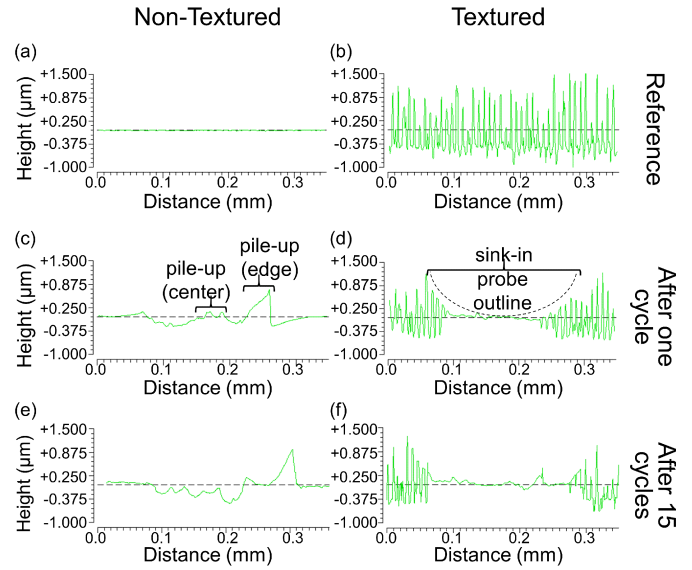 Non-Textured
Textured
(a)
(b)
Height (μm)
+1.500
+0.875
+0.250
-0.375
-1.000
0.0
0.1
0.2
0.3
Distance (mm)
+1.500
+0.875
+0.250
-0.375
-1.000
0.0
0.1
0.2
0.3
Distance (mm)
Reference
(c)
(d)
Height (μm)
+1.500
+0.875
+0.250
-0.375
-1.000
pile-up
(center)
pile-up
(edge)
0.0
0.1
0.2
0.3
Distance (mm)
+1.500
+0.875
+0.250
-0.375
-1.000
sink-in
probe
outline
0.0
0.1
0.2
0.3
Distance (mm)
After one
cycle
(e)
(f)
Height (μm)
+1.500
+0.875
+0.250
-0.375
-1.000
0.0
0.1
0.2
0.3
Distance (mm)
+1.500
+0.875
+0.250
-0.375
-1.000
0.0
0.1
0.2
0.3
Distance (mm)
After 15
cycles